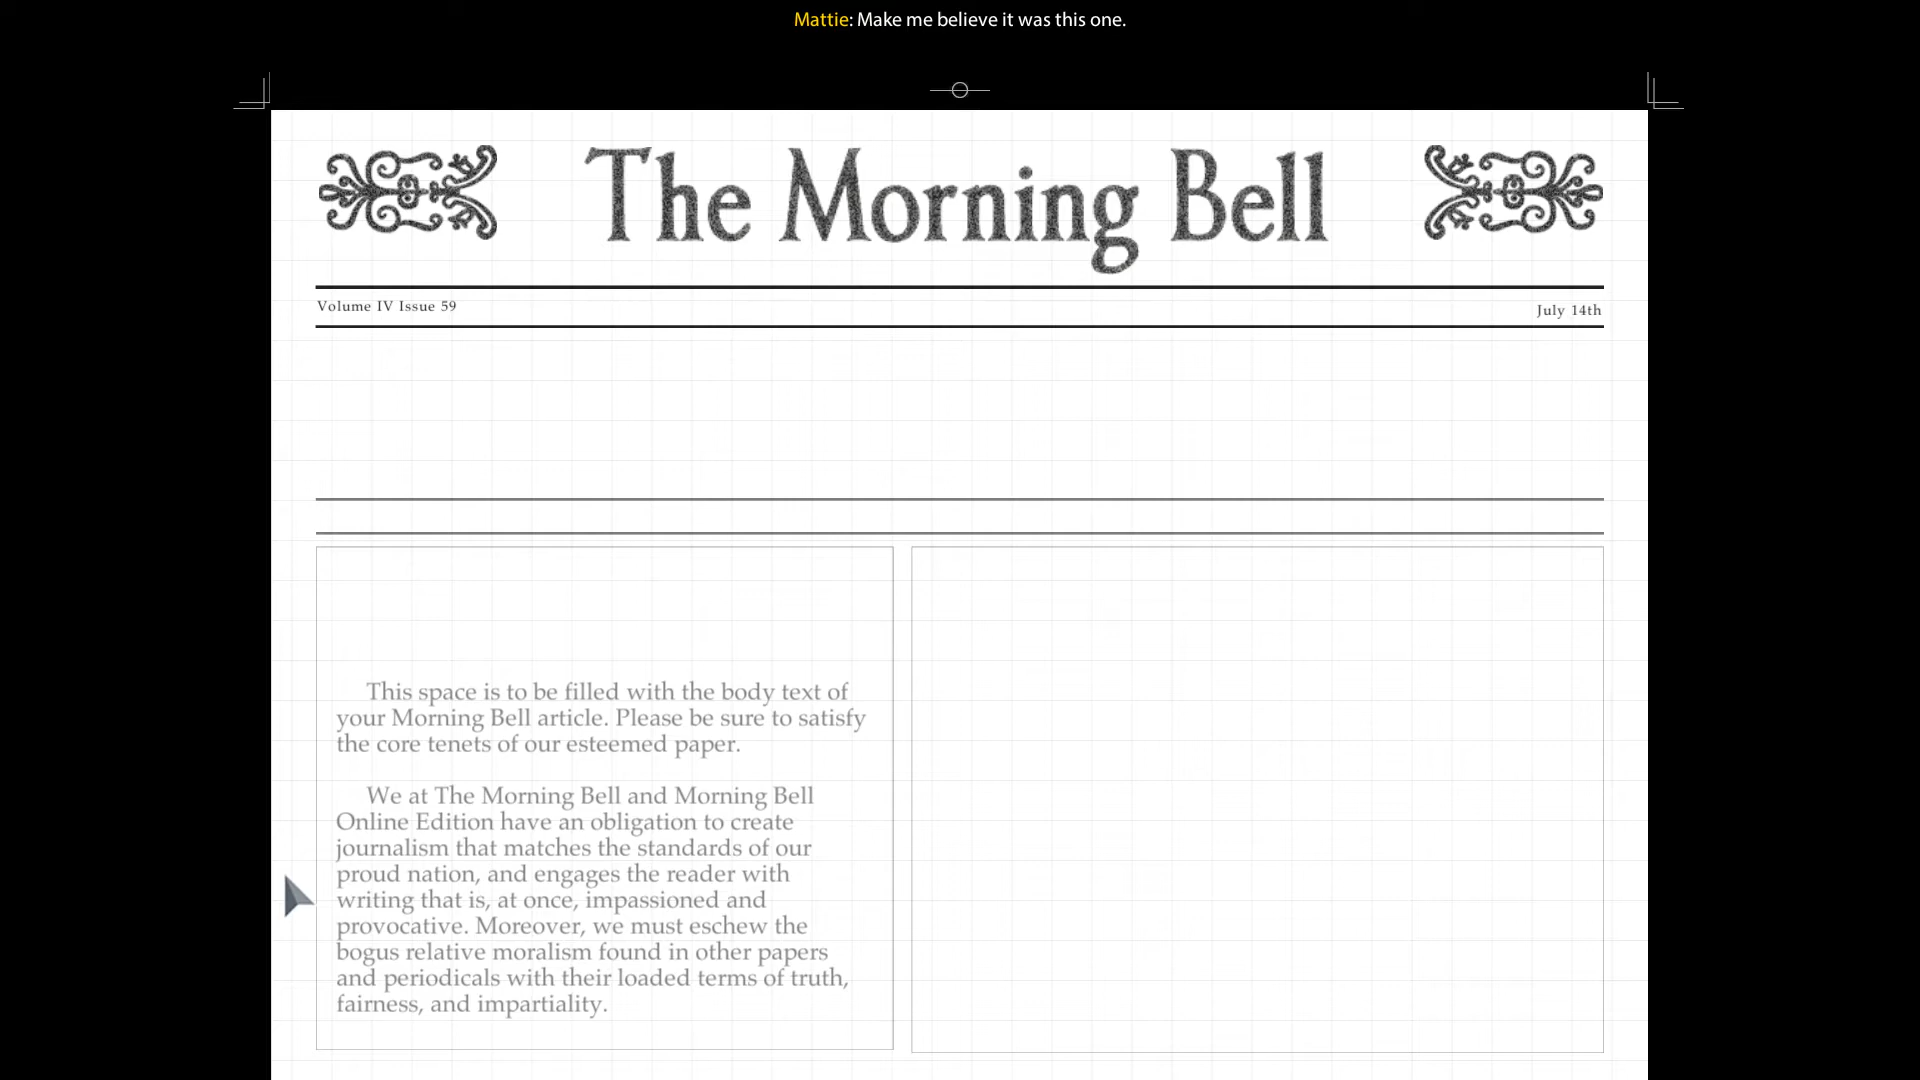 Mattie: Make me believe it was this one.
The Morning Bell
Volume IV Issue 59
July 14th
This space is to be filled with the body text of
your Morning Bell article. Please be sure to satisfy
the core tenets of our esteemed paper.
We at The Morning Bell and Morning Bell
Online Edition have an obligation to create
journalism that matches the standards of our
proud nation, and engages the reader with
writing that is, at once, impassioned and
provocative. Moreover, we must eschew the
bogus relative moralism found in other papers
and periodicals with their loaded terms of truth,
fairness, and impartiality.